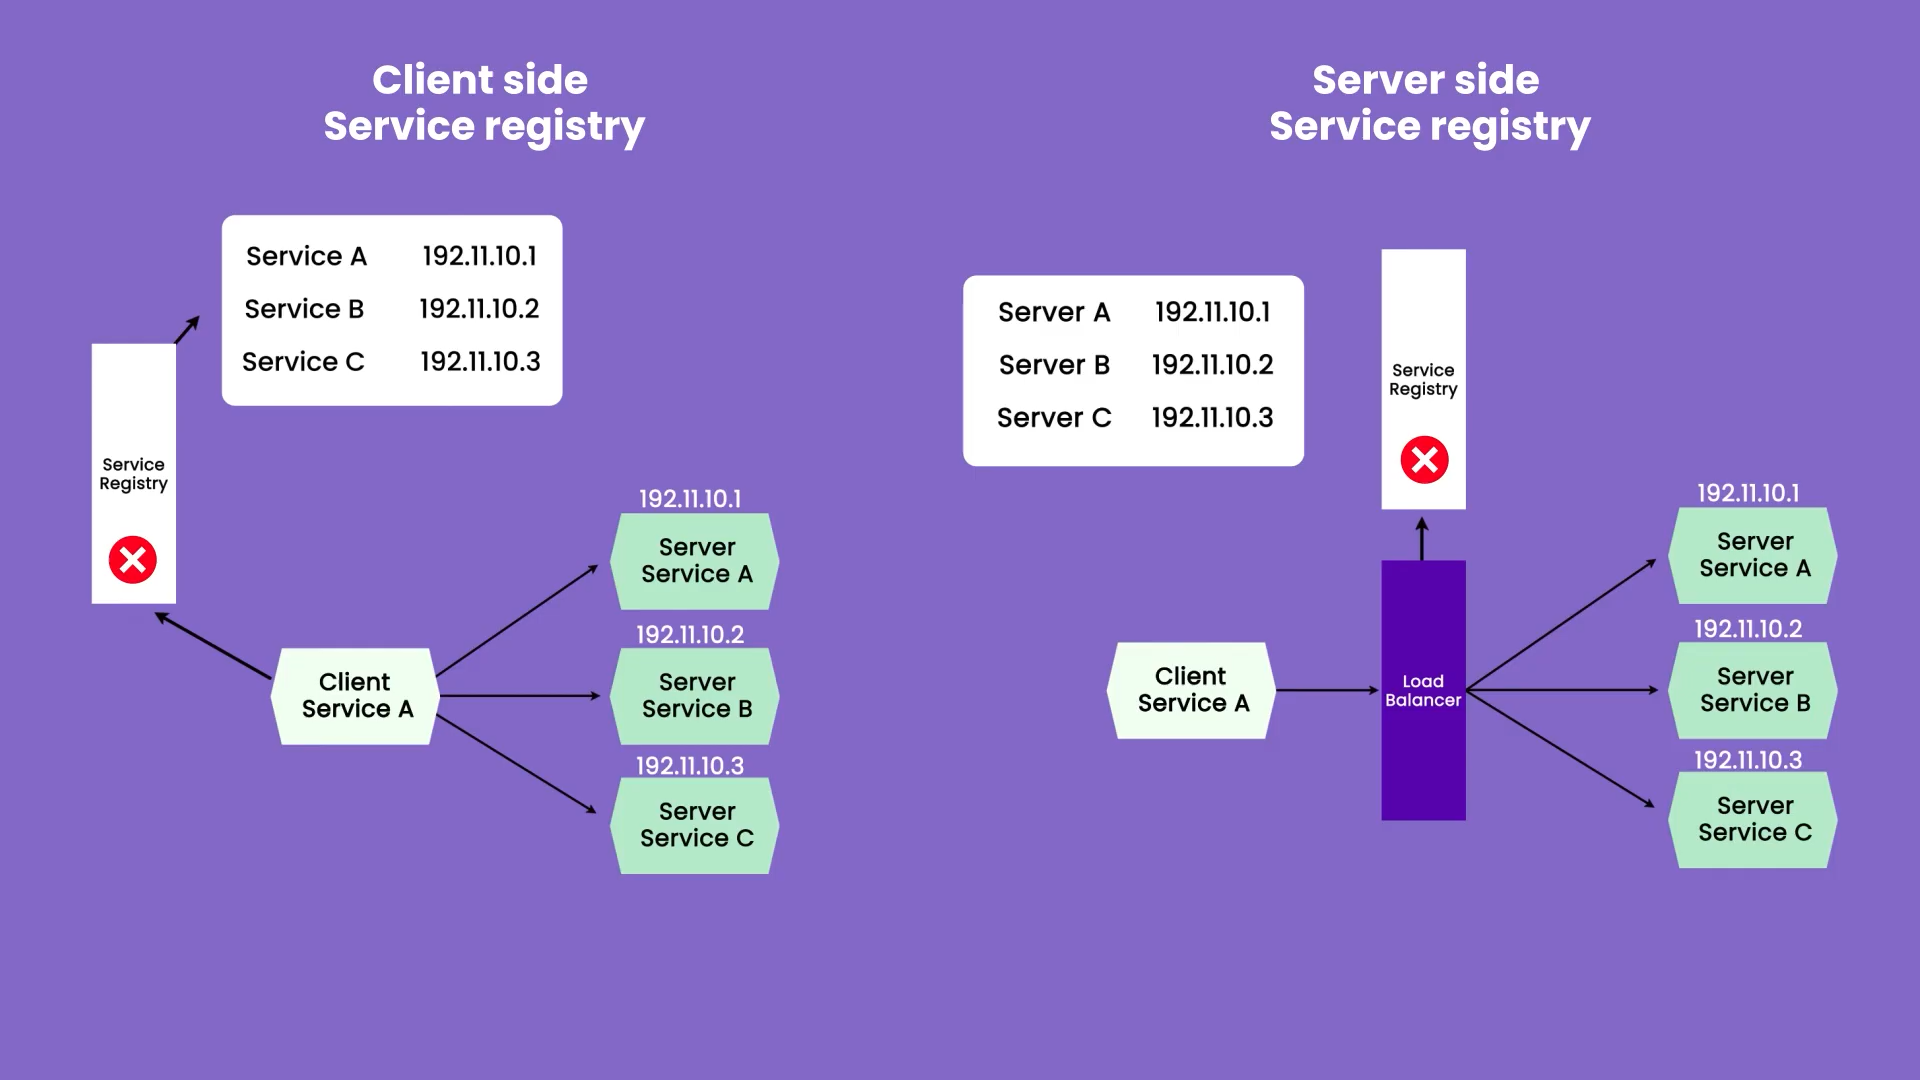 Client side
Service registry
Service A 192.11.10.1
Service B 192.11.10.2
Service C 192.11.10.3
Service
Registry
Client
Service A
192.11.10.1
Server
Service A
192.11.10.2
Server
Service B
192.11.10.3
Server
Service C
Server side
Service registry
Server A 192.11.10.1
Server B 192.11.10.2
Server C 192.11.10.3
Service
Registry
Client
Service A
Load
Balancer
192.11.10.1
Server
Service A
192.11.10.2
Server
Service B
192.11.10.3
Server
Service C